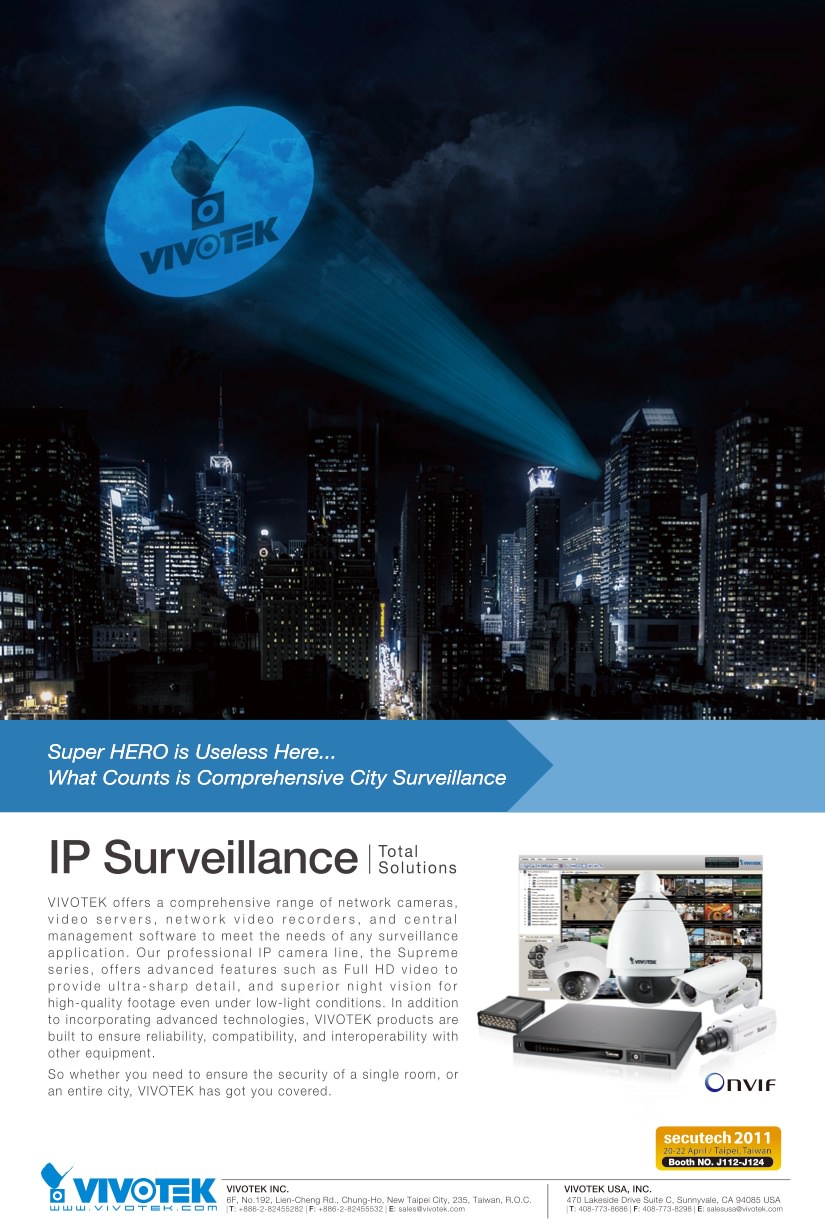 VIVOTEK
Super HERO is Useless Here...
What Counts is Comprehensive City Surveillance
IP Surveillance
Total
Solutions
VIVOTEK offers a comprehensive range of network cameras,
video servers, network video recorders, and central
management software to meet the needs of any surveillance
application. Our professional IP camera line, the Supreme
series, offers advanced features such as Full HD video to
provide ultra-sharp detail, and superior night vision for
high-quality footage even under low-light conditions. In addition
to incorporating advanced technologies, VIVOTEK products are
built to ensure reliability, compatibility, and interoperability with
other equipment.
So whether you need to ensure the security of a single room, or
an entire city, VIVOTEK has got you covered.
VIVOTEK
ONVIF
secutech 2011
20-22 April / Taipei, Taiwan
Booth NO. J112-J124
VIVOTEK
www.vivotek.com
VIVOTEK INC.
6F, No.192, Lien-Cheng Rd., Chung-Ho, New Taipei City, 235, Taiwan, R.O.C.
|T: +886-2-82455282 | F: +886-2-82455532 | E: sales@vivotek.com
VIVOTEK USA, INC.
470 Lakeside Drive Suite C, Sunnyvale, CA 94085 USA
|T: 408-773-8686 | F: 408-773-8298 | E: salesusa@vivotek.com